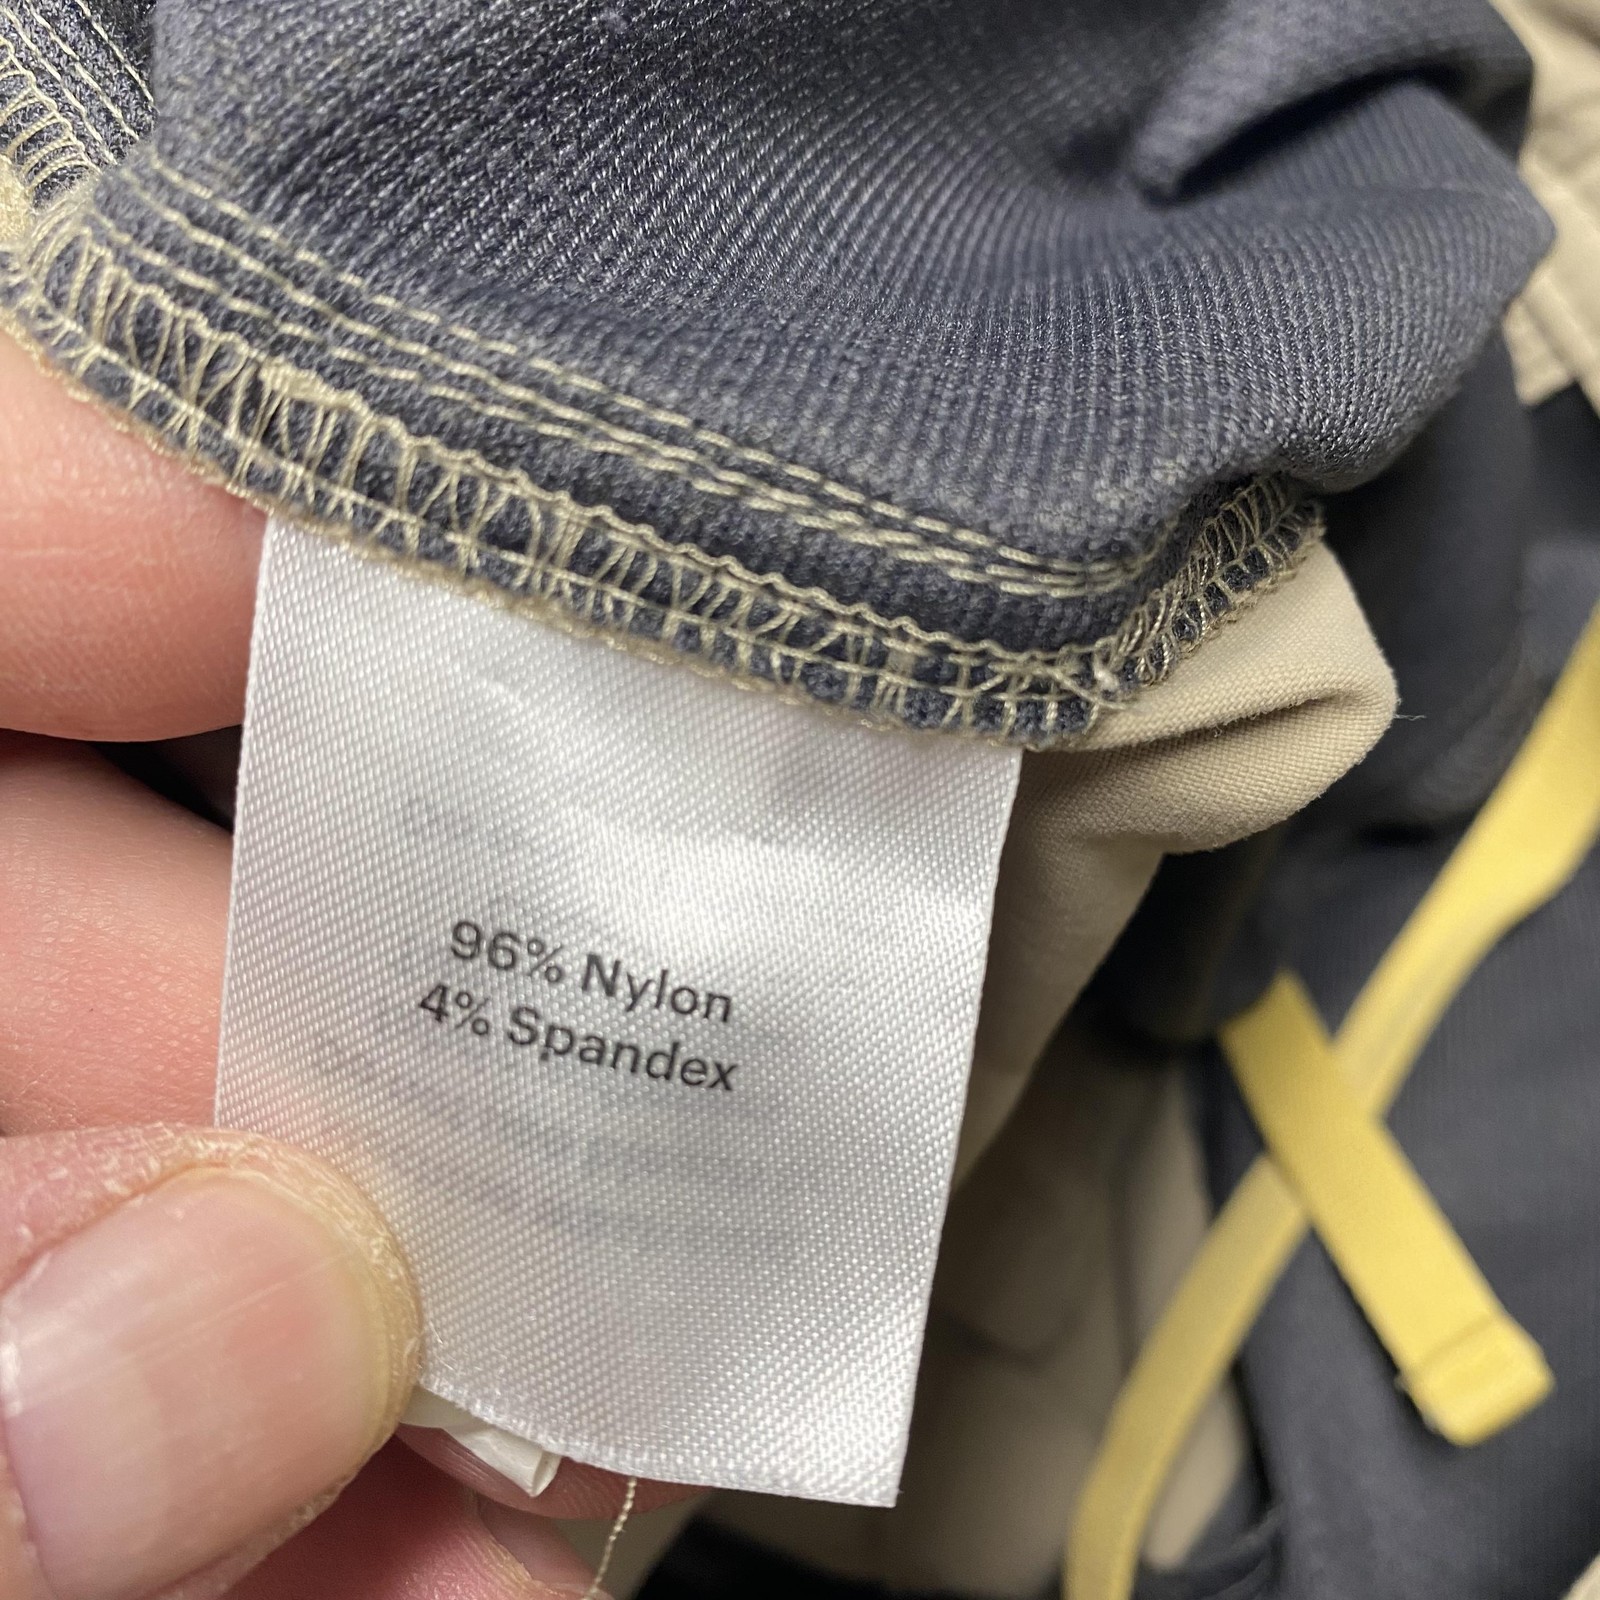 96% Nylon
4% Spandex